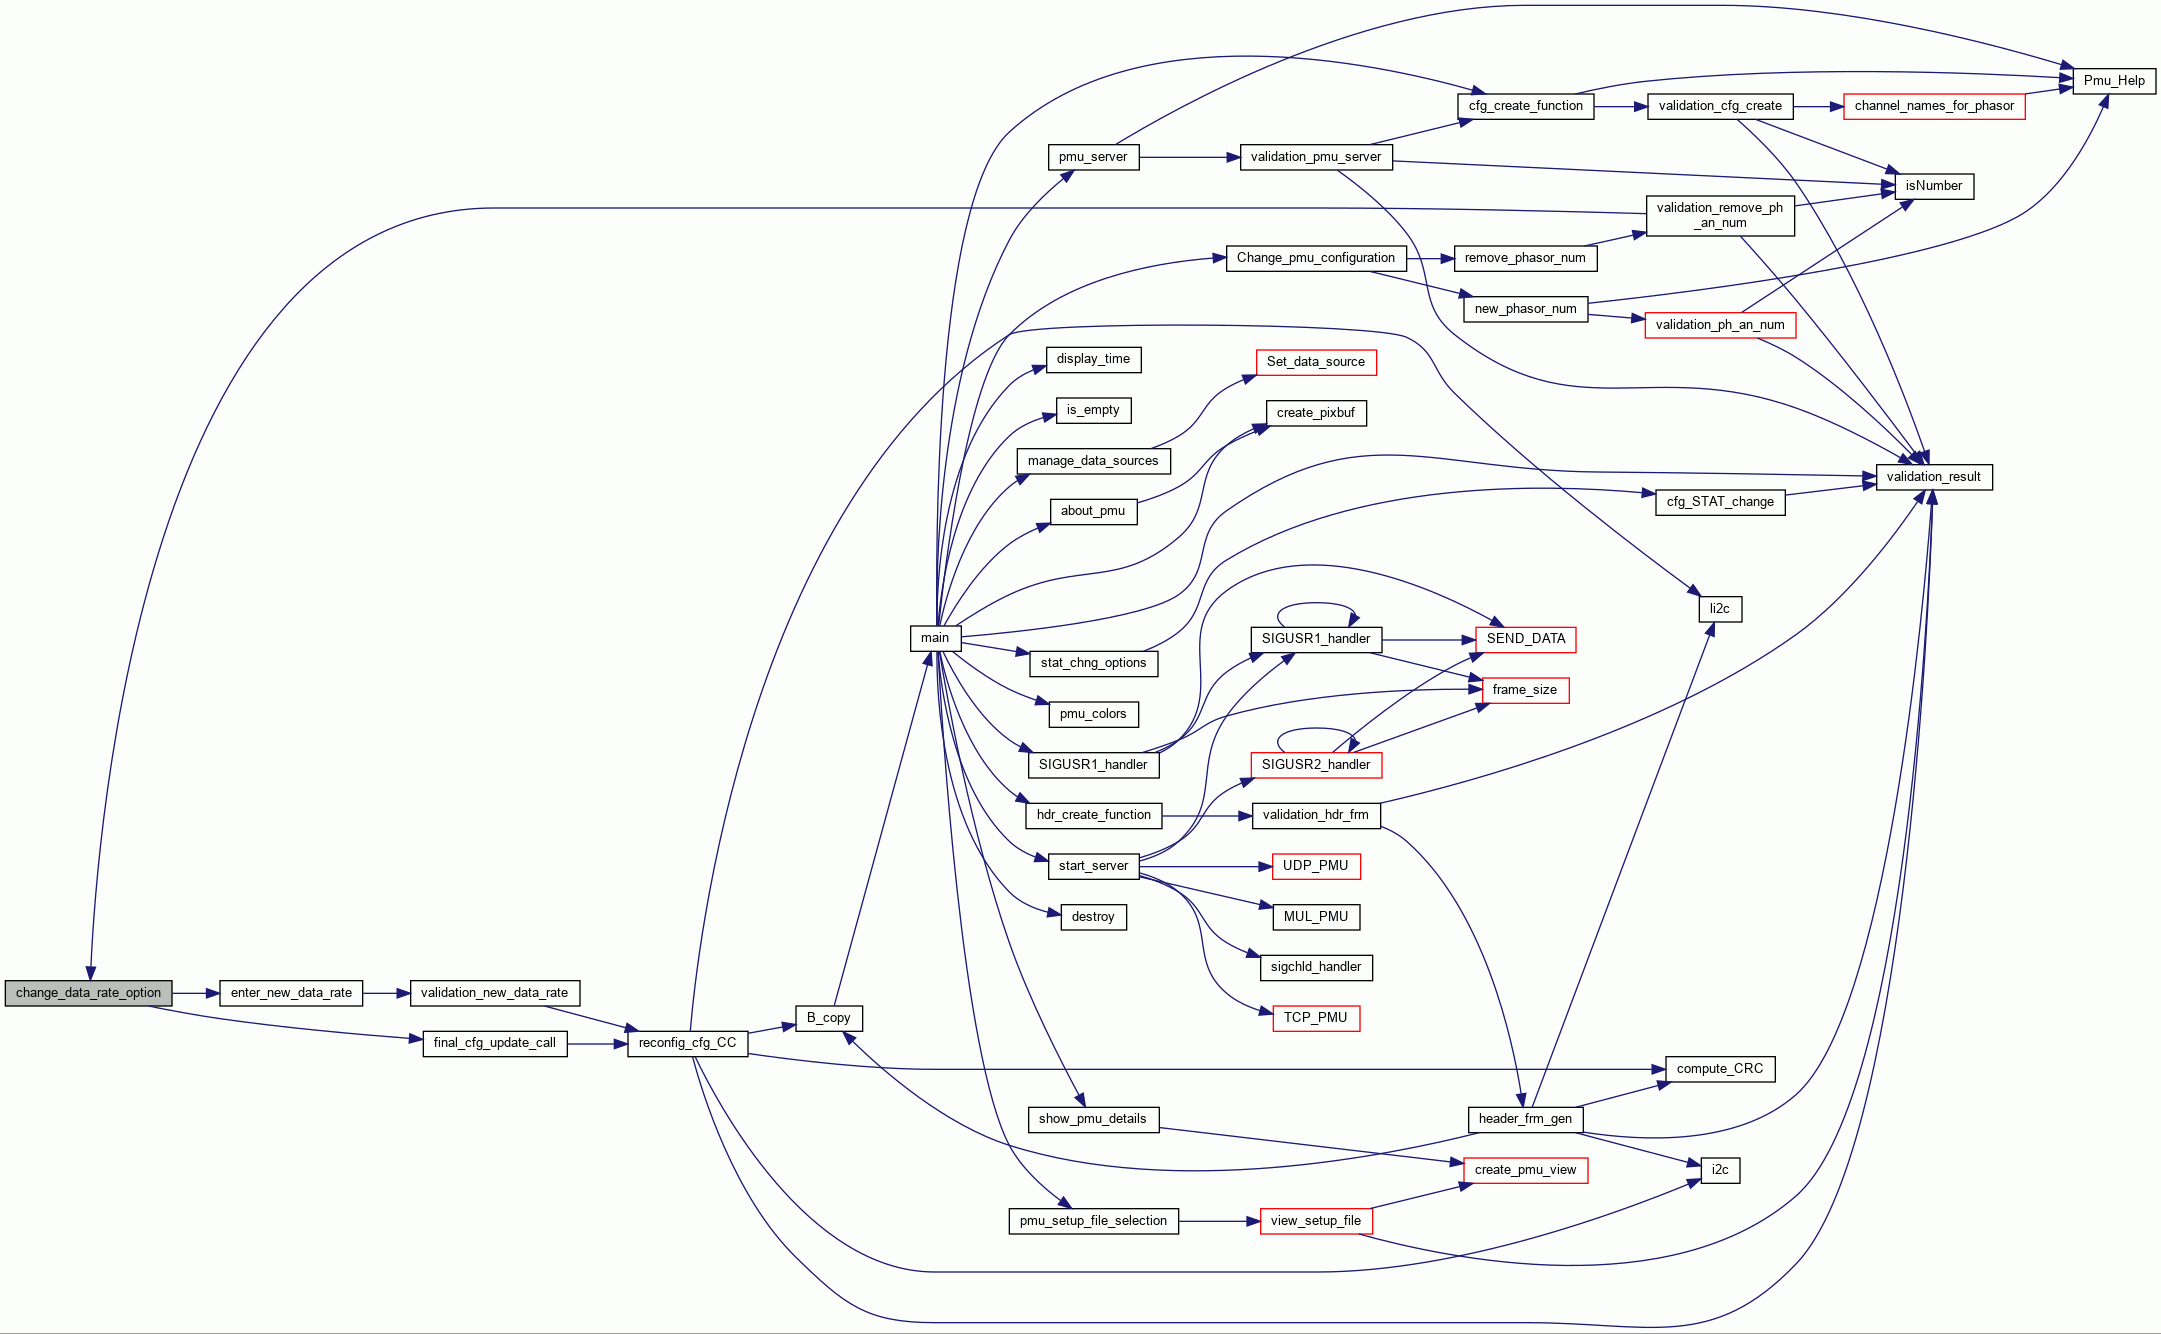 Pmu_Help
cfg_create_function
validation_cfg_create
channel_names_for_phasor
pmu_server
validation_pmu_server
isNumber
validation_remove_ph
_an_num
Change_pmu_configuration
remove_phasor_num
new_phasor_num
validation_ph_an_num
display_time
Set_data_source
is_empty
create_pixbuf
manage_data_sources
validation_result
about_pmu
cfg_STAT_change
li2c
main
SIGUSR1_handler
SEND_DATA
stat_chng_options
frame_size
pmu_colors
SIGUSR1_handler
SIGUSR2_handler
hdr_create_function
validation_hdr_frm
start_server
UDP_PMU
destroy
MUL_PMU
sigchld_handler
change_data_rate_option
enter_new_data_rate
validation_new_data_rate
B_copy
TCP_PMU
final_cfg_update_call
reconfig_cfg_CC
compute_CRC
show_pmu_details
header_frm_gen
create_pmu_view
i2c
pmu_setup_file_selection
view_setup_file